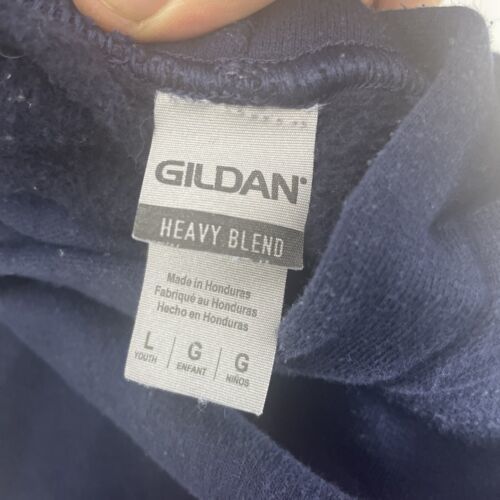 GILDAN
HEAVY BLEND
Made in Honduras
Fabriqué au Honduras
Hecho en Honduras
L | G | G
YOUTH ENFANT NIÑOS